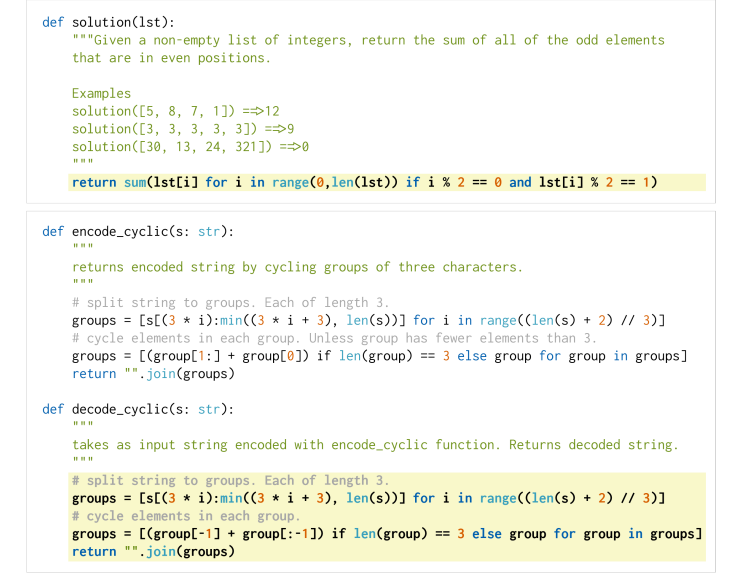 def solution(lst):
    """Given a non-empty list of integers, return the sum of all of the odd elements
    that are in even positions.

    Examples
    solution([5, 8, 7, 1]) ==>12
    solution([3, 3, 3, 3, 3]) ==>9
    solution([30, 13, 24, 321]) ==>0
    """
    return sum(lst[i] for i in range(0,len(lst)) if i % 2 == 0 and lst[i] % 2 == 1)

def encode_cyclic(s: str):
    """
    returns encoded string by cycling groups of three characters.
    """
    # split string to groups. Each of length 3.
    groups = [s[(3 * i):min((3 * i + 3), len(s))] for i in range((len(s) + 2) // 3)]
    # cycle elements in each group. Unless group has fewer elements than 3.
    groups = [(group[1:] + group[0]) if len(group) == 3 else group for group in groups]
    return "".join(groups)

def decode_cyclic(s: str):
    """
    takes as input string encoded with encode_cyclic function. Returns decoded string.
    """
    # split string to groups. Each of length 3.
    groups = [s[(3 * i):min((3 * i + 3), len(s))] for i in range((len(s) + 2) // 3)]
    # cycle elements in each group.
    groups = [(group[-1] + group[:-1]) if len(group) == 3 else group for group in groups]
    return "".join(groups)